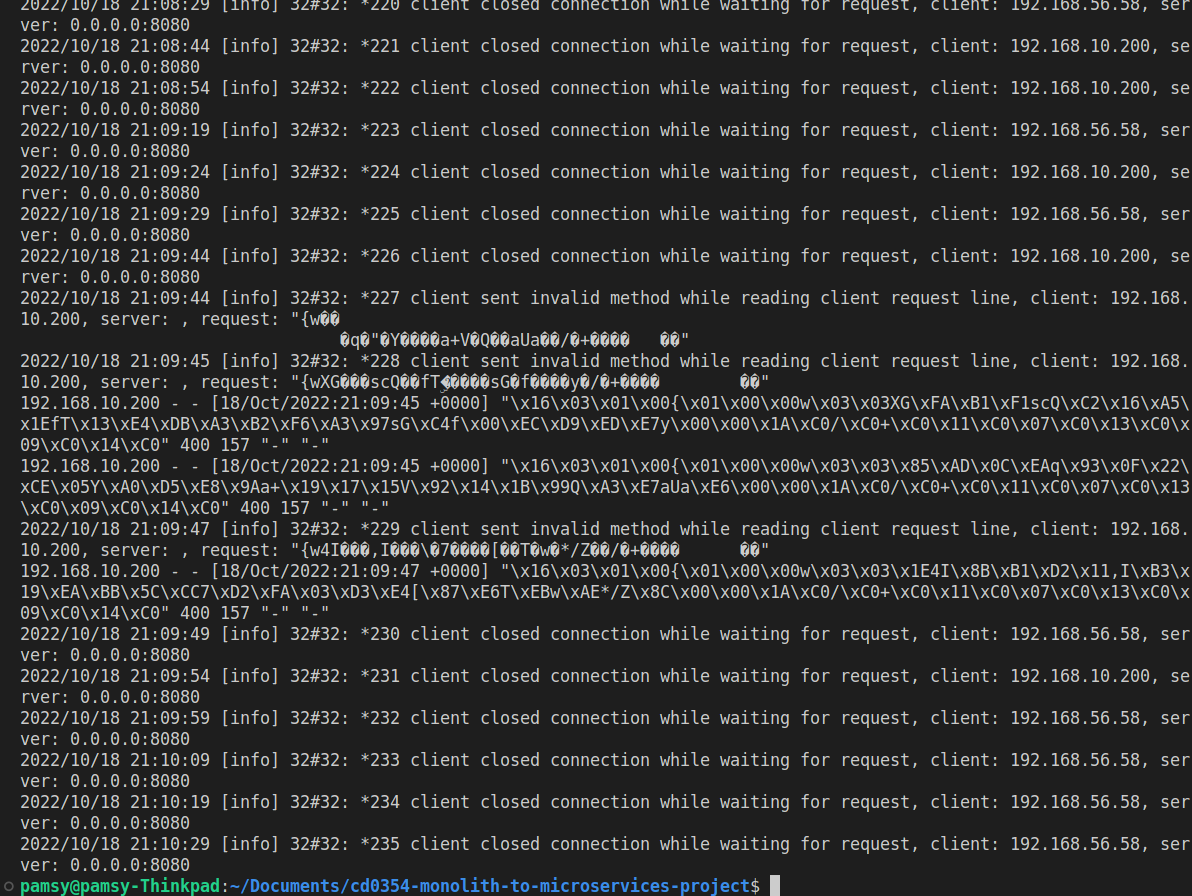 2022/10/18 21:08:29 [info] 32#32: *220 client closed connection while waiting for request, client: 192.168.56.58, ser
ver: 0.0.0.0:8080
2022/10/18 21:08:44 [info] 32#32: *221 client closed connection while waiting for request, client: 192.168.10.200, se
rver: 0.0.0.0:8080
2022/10/18 21:08:54 [info] 32#32: *222 client closed connection while waiting for request, client: 192.168.10.200, se
rver: 0.0.0.0:8080
2022/10/18 21:09:19 [info] 32#32: *223 client closed connection while waiting for request, client: 192.168.56.58, ser
ver: 0.0.0.0:8080
2022/10/18 21:09:24 [info] 32#32: *224 client closed connection while waiting for request, client: 192.168.10.200, se
rver: 0.0.0.0:8080
2022/10/18 21:09:29 [info] 32#32: *225 client closed connection while waiting for request, client: 192.168.56.58, ser
ver: 0.0.0.0:8080
2022/10/18 21:09:44 [info] 32#32: *226 client closed connection while waiting for request, client: 192.168.10.200, se
rver: 0.0.0.0:8080
2022/10/18 21:09:44 [info] 32#32: *227 client sent invalid method while reading client request line, client: 192.168.
10.200, server: , request: "{w��
�q�"�Y����a+V�Q��aUa��/�+���� ��"
2022/10/18 21:09:45 [info] 32#32: *228 client sent invalid method while reading client request line, client: 192.168.
10.200, server: , request: "{wXG���scQ��fT�����sG�f����y�/�+���� ��"
192.168.10.200 - - [18/Oct/2022:21:09:45 +0000] "\x16\x03\x01\x00{\x01\x00\x00w\x03\x03XG\xFA\xB1\xF1scQ\xC2\x16\xA5\
x1EfT\x13\xE4\xDB\xA3\xB2\xF6\xA3\x97sG\xC4f\x00\xEC\xD9\xED\xE7y\x00\x00\x1A\xC0/\xC0+\xC0\x11\xC0\x07\xC0\x13\xC0\x
09\xC0\x14\xC0" 400 157 "-" "-"
192.168.10.200 - - [18/Oct/2022:21:09:45 +0000] "\x16\x03\x01\x00{\x01\x00\x00w\x03\x03\x85\xAD\x0C\xEAq\x93\x0F\x22\
xCE\x05Y\xA0\xD5\xE8\x9Aa+\x19\x17\x15V\x92\x14\x1B\x99Q\xA3\xE7aUa\xE6\x00\x00\x1A\xC0/\xC0+\xC0\x11\xC0\x07\xC0\x13
\xC0\x09\xC0\x14\xC0" 400 157 "-" "-"
2022/10/18 21:09:47 [info] 32#32: *229 client sent invalid method while reading client request line, client: 192.168.
10.200, server: , request: "{w4I���,I���\�7����[��T�w�*/Z��/�+���� ��"
192.168.10.200 - - [18/Oct/2022:21:09:47 +0000] "\x16\x03\x01\x00{\x01\x00\x00w\x03\x03\x1E4I\x8B\xB1\xD2\x11,I\xB3\x
19\xEA\xBB\x5C\xCC7\xD2\xFA\x03\xD3\xE4[\x87\xE6T\xEBw\xAE*/Z\x8C\x00\x00\x1A\xC0/\xC0+\xC0\x11\xC0\x07\xC0\x13\xC0\x
09\xC0\x14\xC0" 400 157 "-" "-"
2022/10/18 21:09:49 [info] 32#32: *230 client closed connection while waiting for request, client: 192.168.56.58, ser
ver: 0.0.0.0:8080
2022/10/18 21:09:54 [info] 32#32: *231 client closed connection while waiting for request, client: 192.168.10.200, se
rver: 0.0.0.0:8080
2022/10/18 21:09:59 [info] 32#32: *232 client closed connection while waiting for request, client: 192.168.56.58, ser
ver: 0.0.0.0:8080
2022/10/18 21:10:09 [info] 32#32: *233 client closed connection while waiting for request, client: 192.168.56.58, ser
ver: 0.0.0.0:8080
2022/10/18 21:10:19 [info] 32#32: *234 client closed connection while waiting for request, client: 192.168.56.58, ser
ver: 0.0.0.0:8080
2022/10/18 21:10:29 [info] 32#32: *235 client closed connection while waiting for request, client: 192.168.56.58, ser
ver: 0.0.0.0:8080
pamsy@pamsy-Thinkpad:~/Documents/cd0354-monolith-to-microservices-project$